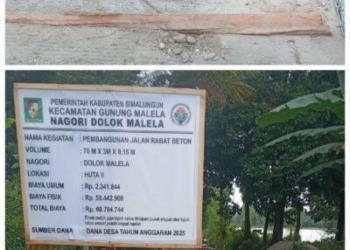 PEMERINTAH KABUPATEN SIMALUNGUN
KECAMATAN GUNUNG MALELA
NAGORI DOLOK MALELA
NAMA KEGIATAN : PEMBANGUNAN JALAN RABAT BETON
VOLUME : 70 M X 3M X 0.15 M
NAGORI : DOLOK MALELA
LOKASI : HUTA II
BIAYA UMUM : Rp. 2.341.844
BIAYA FISIK : Rp. 58.442.900
TOTAL BIAYA : Rp. 60.784.744
SUMBER DANA : DANA DESA TAHUN ANGGARAN 2025